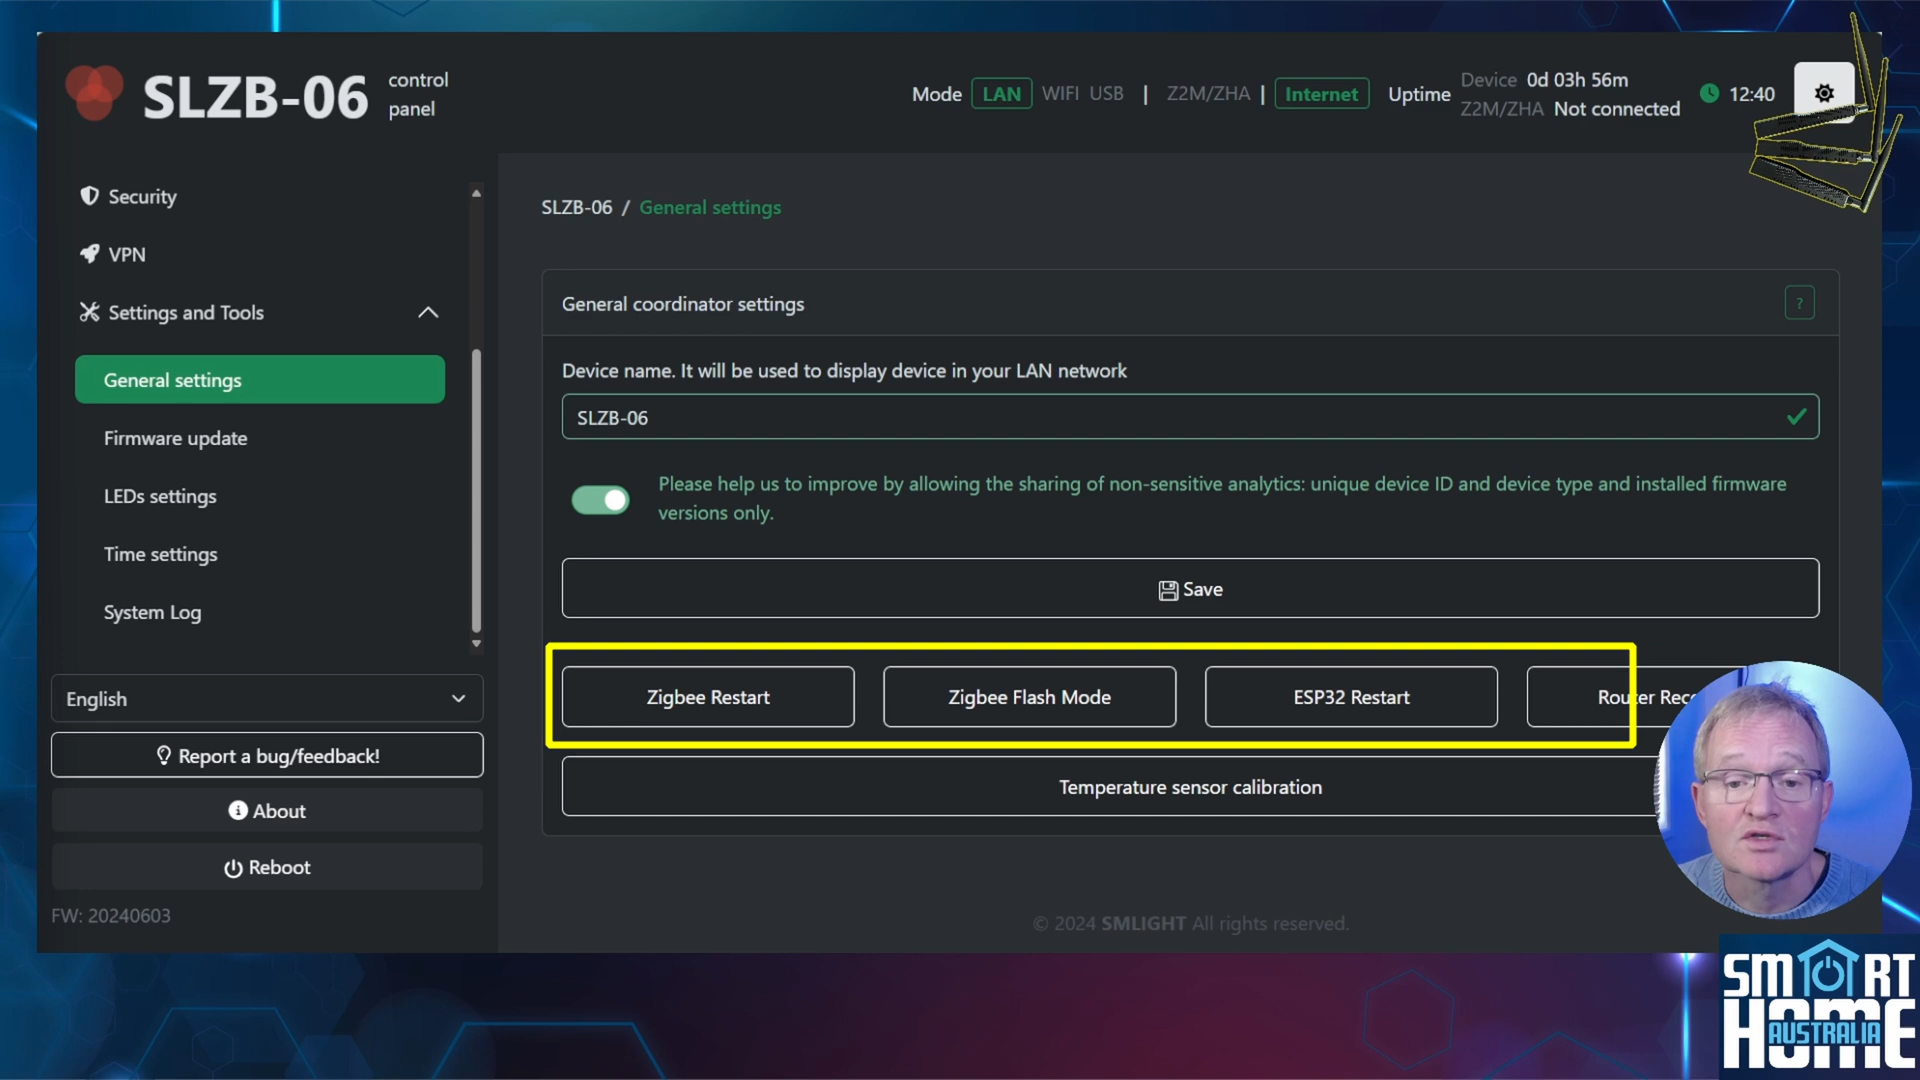 SLZB-06 control panel
Mode LAN WIFI USB | Z2M/ZHA | Internet Uptime Device 0d 03h 56m 12:40
Z2M/ZHA Not connected
Security
VPN
Settings and Tools
General settings
Firmware update
LEDs settings
Time settings
System Log
English
Report a bug/feedback!
About
Reboot
FW: 20240603
SLZB-06 / General settings
General coordinator settings
?
Device name. It will be used to display device in your LAN network
SLZB-06
Please help us to improve by allowing the sharing of non-sensitive analytics: unique device ID and device type and installed firmware
versions only.
Save
Zigbee Restart
Zigbee Flash Mode
ESP32 Restart
Router
Temperature sensor calibration
© 2024 SMLIGHT All rights reserved.
SMART
HOME
AUSTRALIA